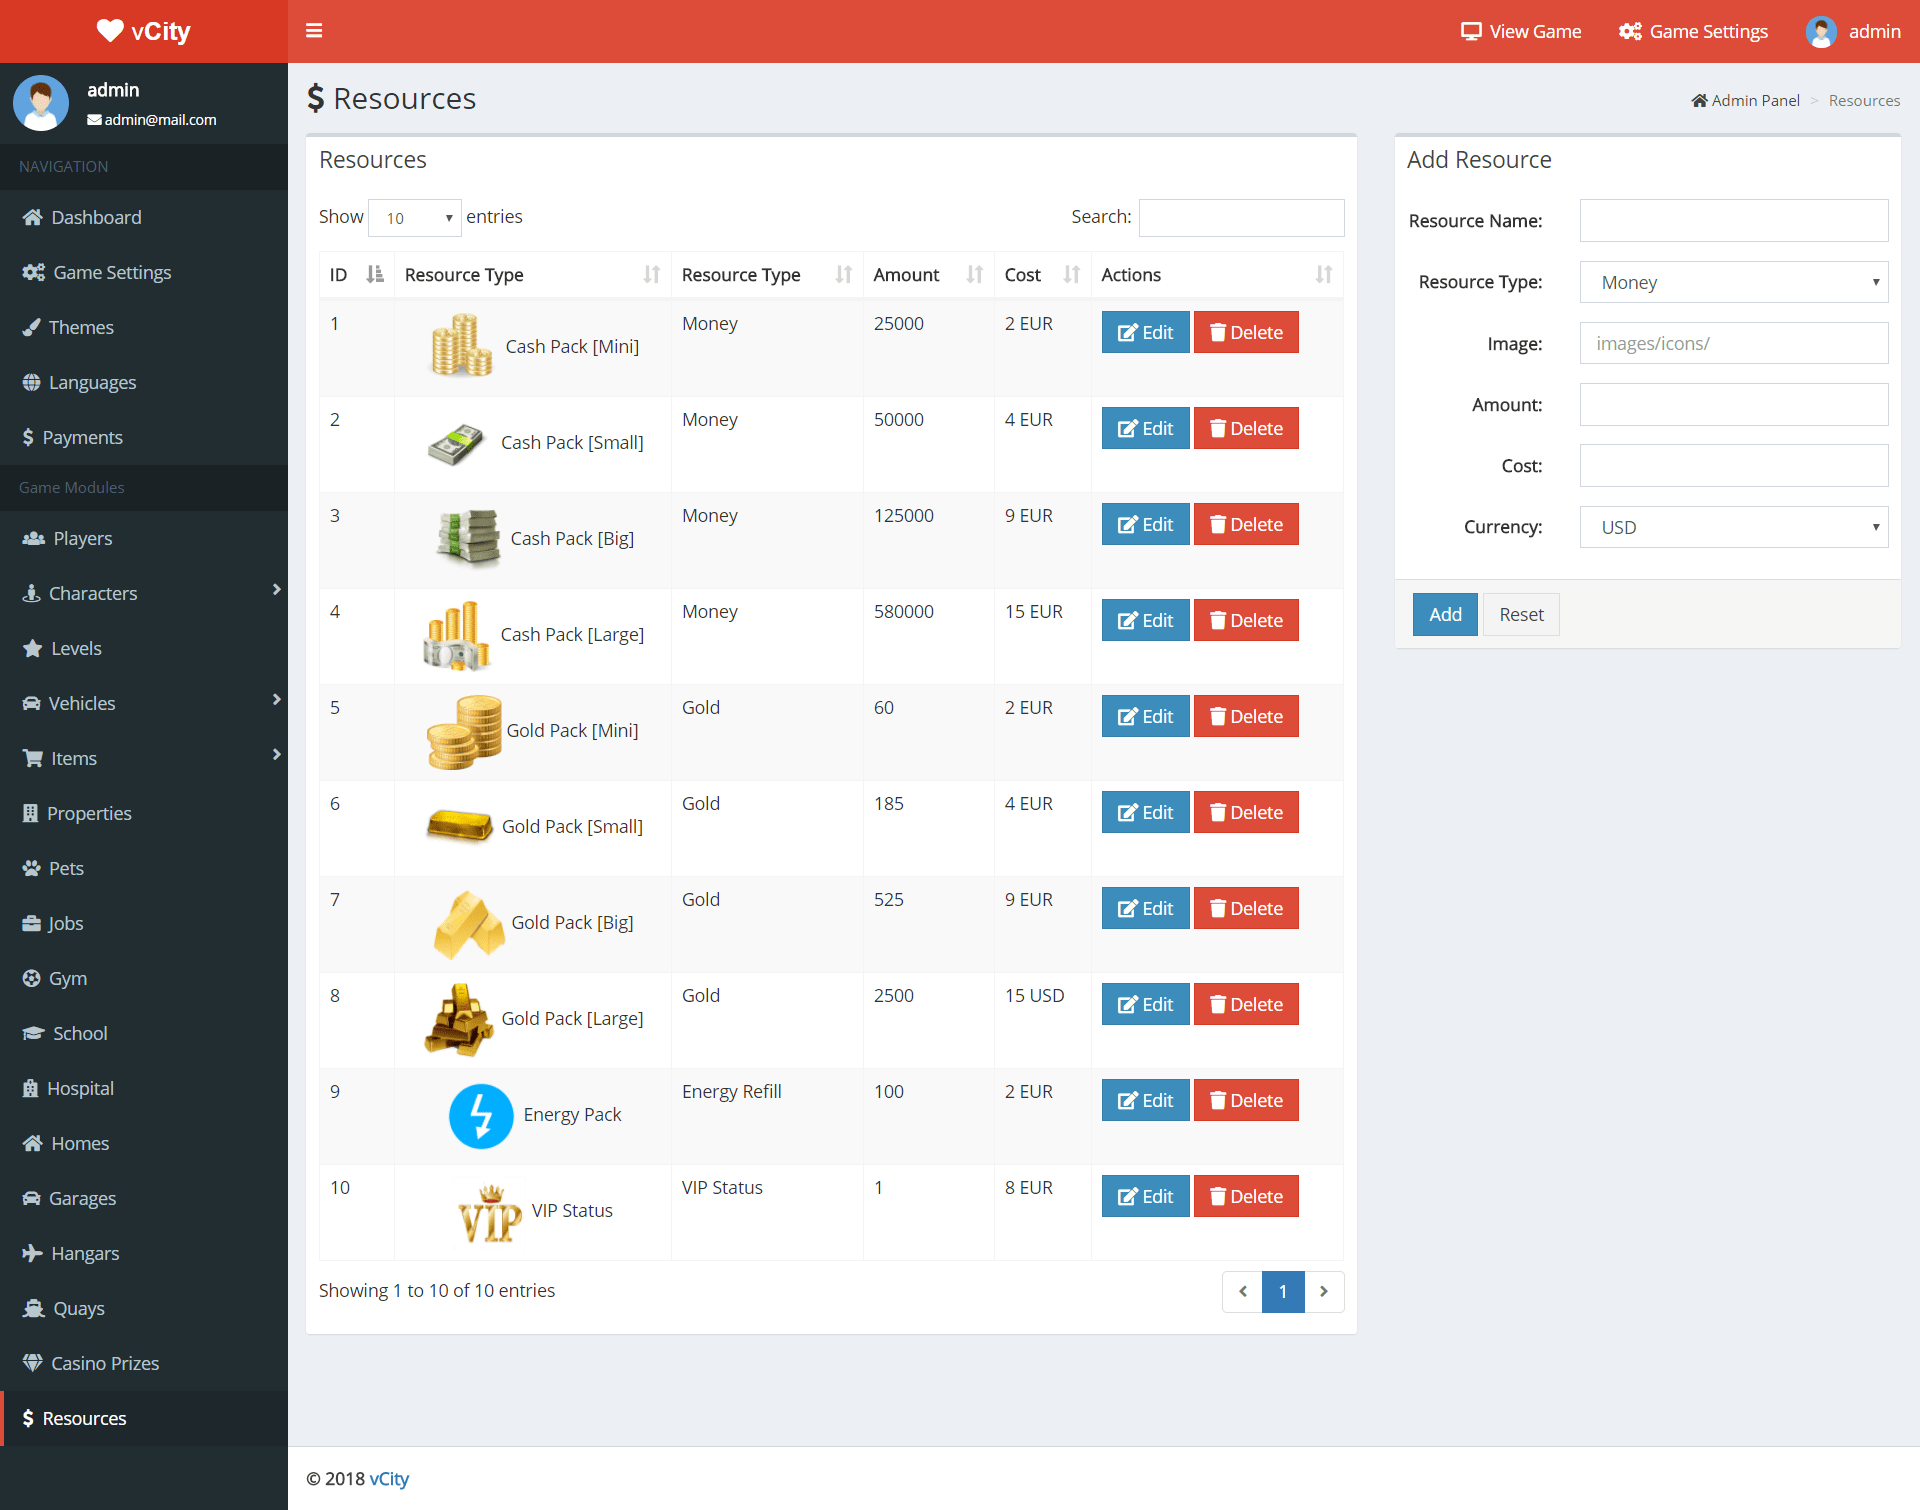 vCity
View Game
Game Settings
admin
admin
admin@mail.com
NAVIGATION
Dashboard
Game Settings
Themes
Languages
Payments
Game Modules
Players
Characters
Levels
Vehicles
Items
Properties
Pets
Jobs
Gym
School
Hospital
Homes
Garages
Hangars
Quays
Casino Prizes
Resources
Resources
Admin Panel > Resources
Resources
Show 10 entries
Search:
ID Resource Type Resource Type Amount Cost Actions
1 Cash Pack [Mini] Money 25000 2 EUR Edit Delete
2 Cash Pack [Small] Money 50000 4 EUR Edit Delete
3 Cash Pack [Big] Money 125000 9 EUR Edit Delete
4 Cash Pack [Large] Money 580000 15 EUR Edit Delete
5 Gold Pack [Mini] Gold 60 2 EUR Edit Delete
6 Gold Pack [Small] Gold 185 4 EUR Edit Delete
7 Gold Pack [Big] Gold 525 9 EUR Edit Delete
8 Gold Pack [Large] Gold 2500 15 USD Edit Delete
9 Energy Pack Energy Refill 100 2 EUR Edit Delete
10 VIP VIP Status VIP Status 1 8 EUR Edit Delete
Showing 1 to 10 of 10 entries
1
Add Resource
Resource Name:
Resource Type: Money
Image: images/icons/
Amount:
Cost:
Currency: USD
Add Reset
© 2018 vCity